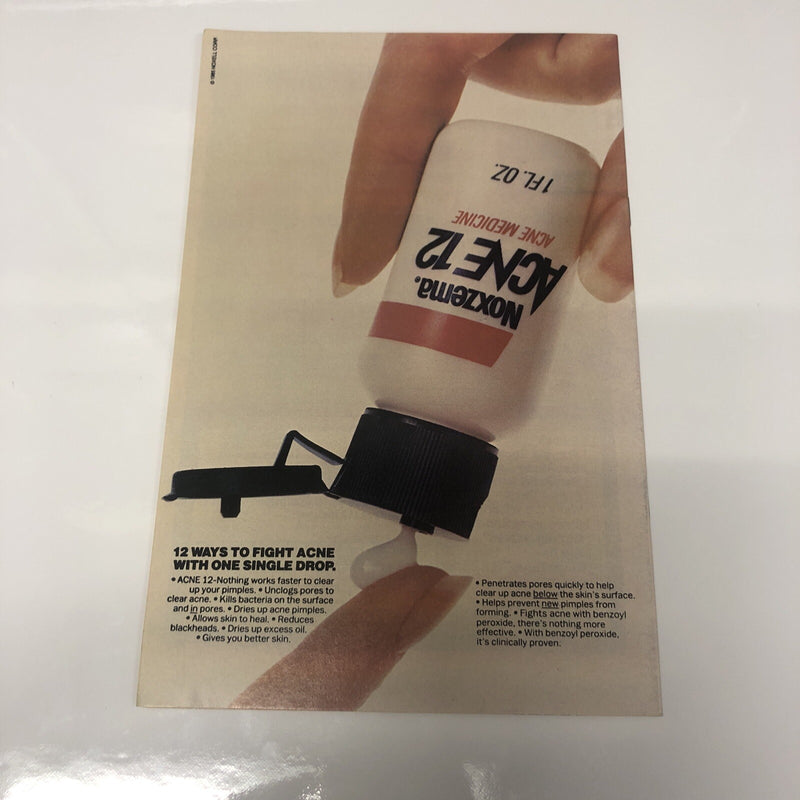 © 1985 NOXELL CORP.
1 FL. OZ.
ACNE MEDICINE
ACNE 12
Noxzema.
12 WAYS TO FIGHT ACNE
WITH ONE SINGLE DROP.
• ACNE 12-Nothing works faster to clear
up your pimples. • Unclogs pores to
clear acne. • Kills bacteria on the surface
and in pores. • Dries up acne pimples.
• Allows skin to heal. • Reduces
blackheads. • Dries up excess oil.
• Gives you better skin.
• Penetrates pores quickly to help
clear up acne below the skin's surface.
• Helps prevent new pimples from
forming. • Fights acne with benzoyl
peroxide, there's nothing more
effective. • With benzoyl peroxide,
it's clinically proven.